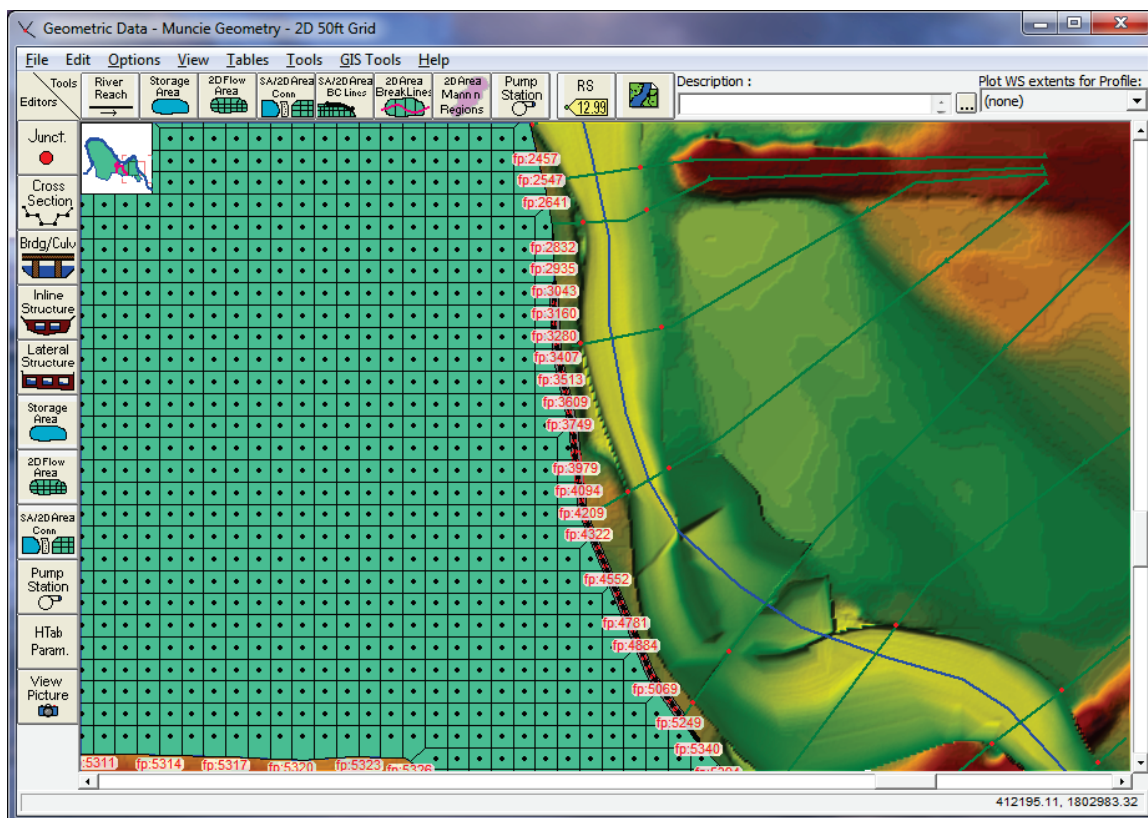 Geometric Data - Muncie Geometry - 2D 50ft Grid
File Edit Options View Tables Tools GIS Tools Help
Tools
Editors
River
Reach
Storage
Area
2D Flow
Area
SA/2D Area
Conn
SA/2D Area
BC Lines
2D Area
BreakLines
2D Area
Mann n
Regions
Pump
Station
RS
12.99
Description :
...
Plot WS extents for Profile:
(none)
Junct.
Cross
Section
Brdg/Culv
Inline
Structure
Lateral
Structure
Storage
Area
2D Flow
Area
SA/2D Area
Conn
Pump
Station
HTab
Param.
View
Picture
fp:2457
fp:2547
fp:2641
fp:2832
fp:2935
fp:3043
fp:3160
fp:3280
fp:3407
fp:3513
fp:3609
fp:3749
fp:3979
fp:4094
fp:4209
fp:4322
fp:4552
fp:4781
fp:4884
fp:5069
fp:5249
fp:5340
:5311 fp:5314 fp:5317 fp:5320 fp:5323 fp:5326
412195.11, 1802983.32